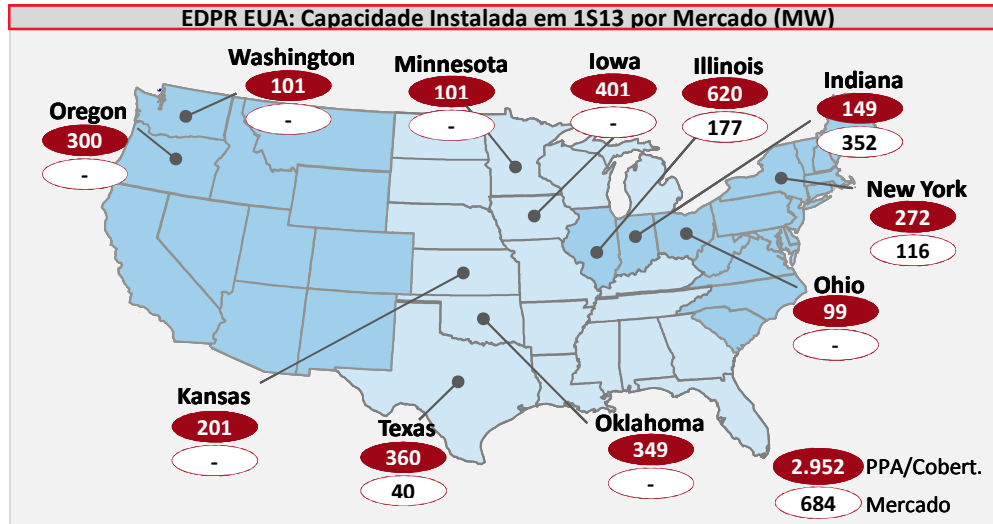 EDPR EUA: Capacidade Instalada em 1S13 por Mercado (MW)
Washington
101
-
Minnesota
101
-
Iowa
401
-
Illinois
620
177
Indiana
149
352
Oregon
300
-
New York
272
116
Ohio
99
-
Kansas
201
-
Texas
360
40
Oklahoma
349
-
2.952 PPA/Cobert.
684 Mercado